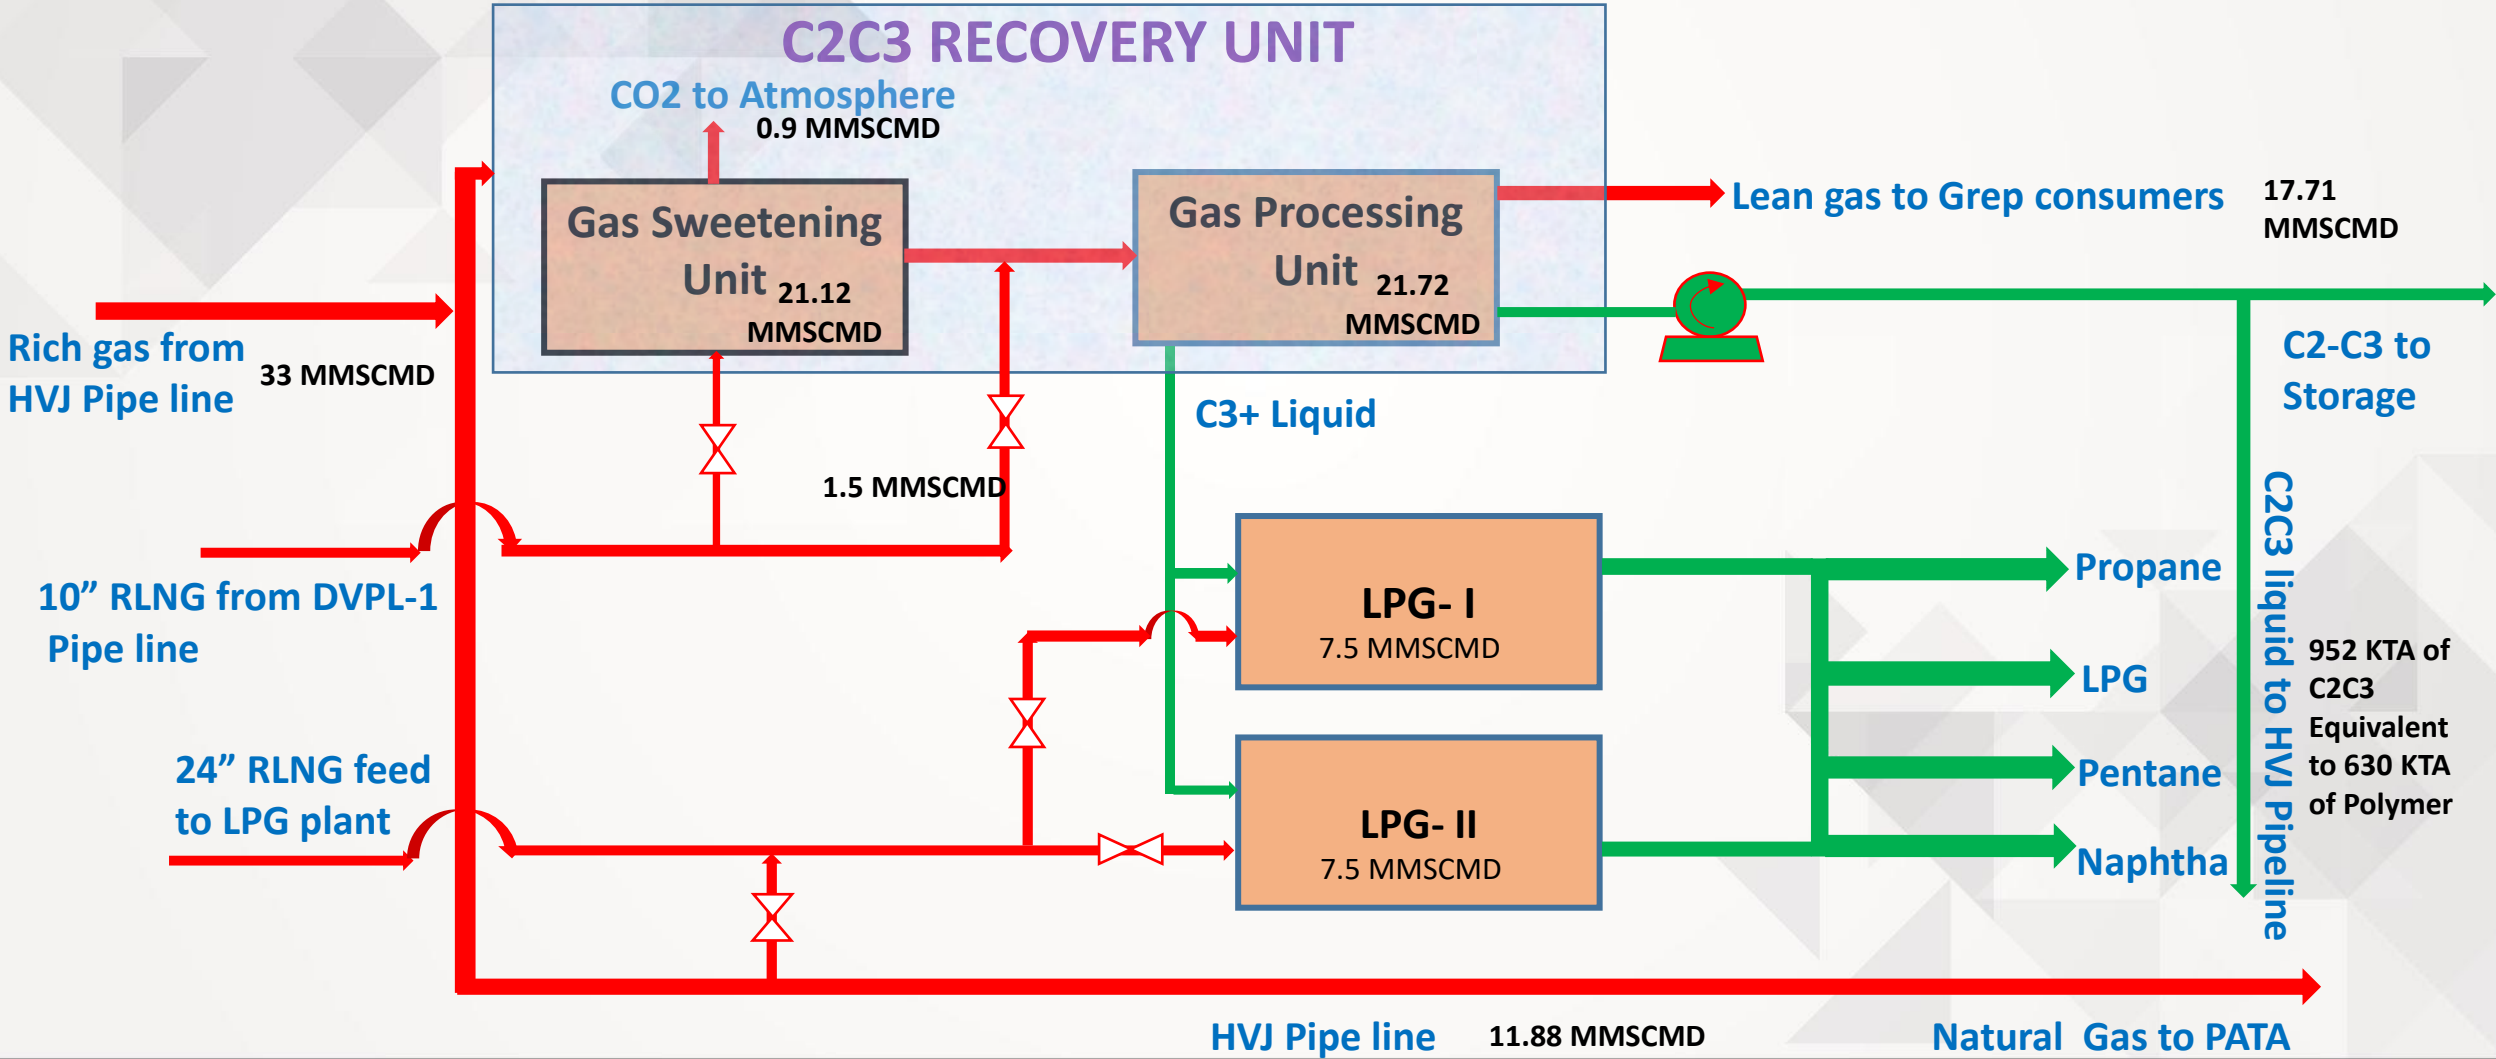 C2C3 RECOVERY UNIT
CO2 to Atmosphere
0.9 MMSCMD
Gas Sweetening
Unit
21.12
MMSCMD
Gas Processing
Unit
21.72
MMSCMD
Lean gas to Grep consumers
17.71
MMSCMD
Rich gas from
HVJ Pipe line
33 MMSCMD
C2-C3 to
Storage
C3+ Liquid
1.5 MMSCMD
10” RLNG from DVPL-1
Pipe line
LPG- I
7.5 MMSCMD
Propane
LPG
Pentane
Naphtha
C2C3 liquid to HVJ Pipeline
952 KTA of
C2C3
Equivalent
to 630 KTA
of Polymer
24” RLNG feed
to LPG plant
LPG- II
7.5 MMSCMD
HVJ Pipe line
11.88 MMSCMD
Natural Gas to PATA